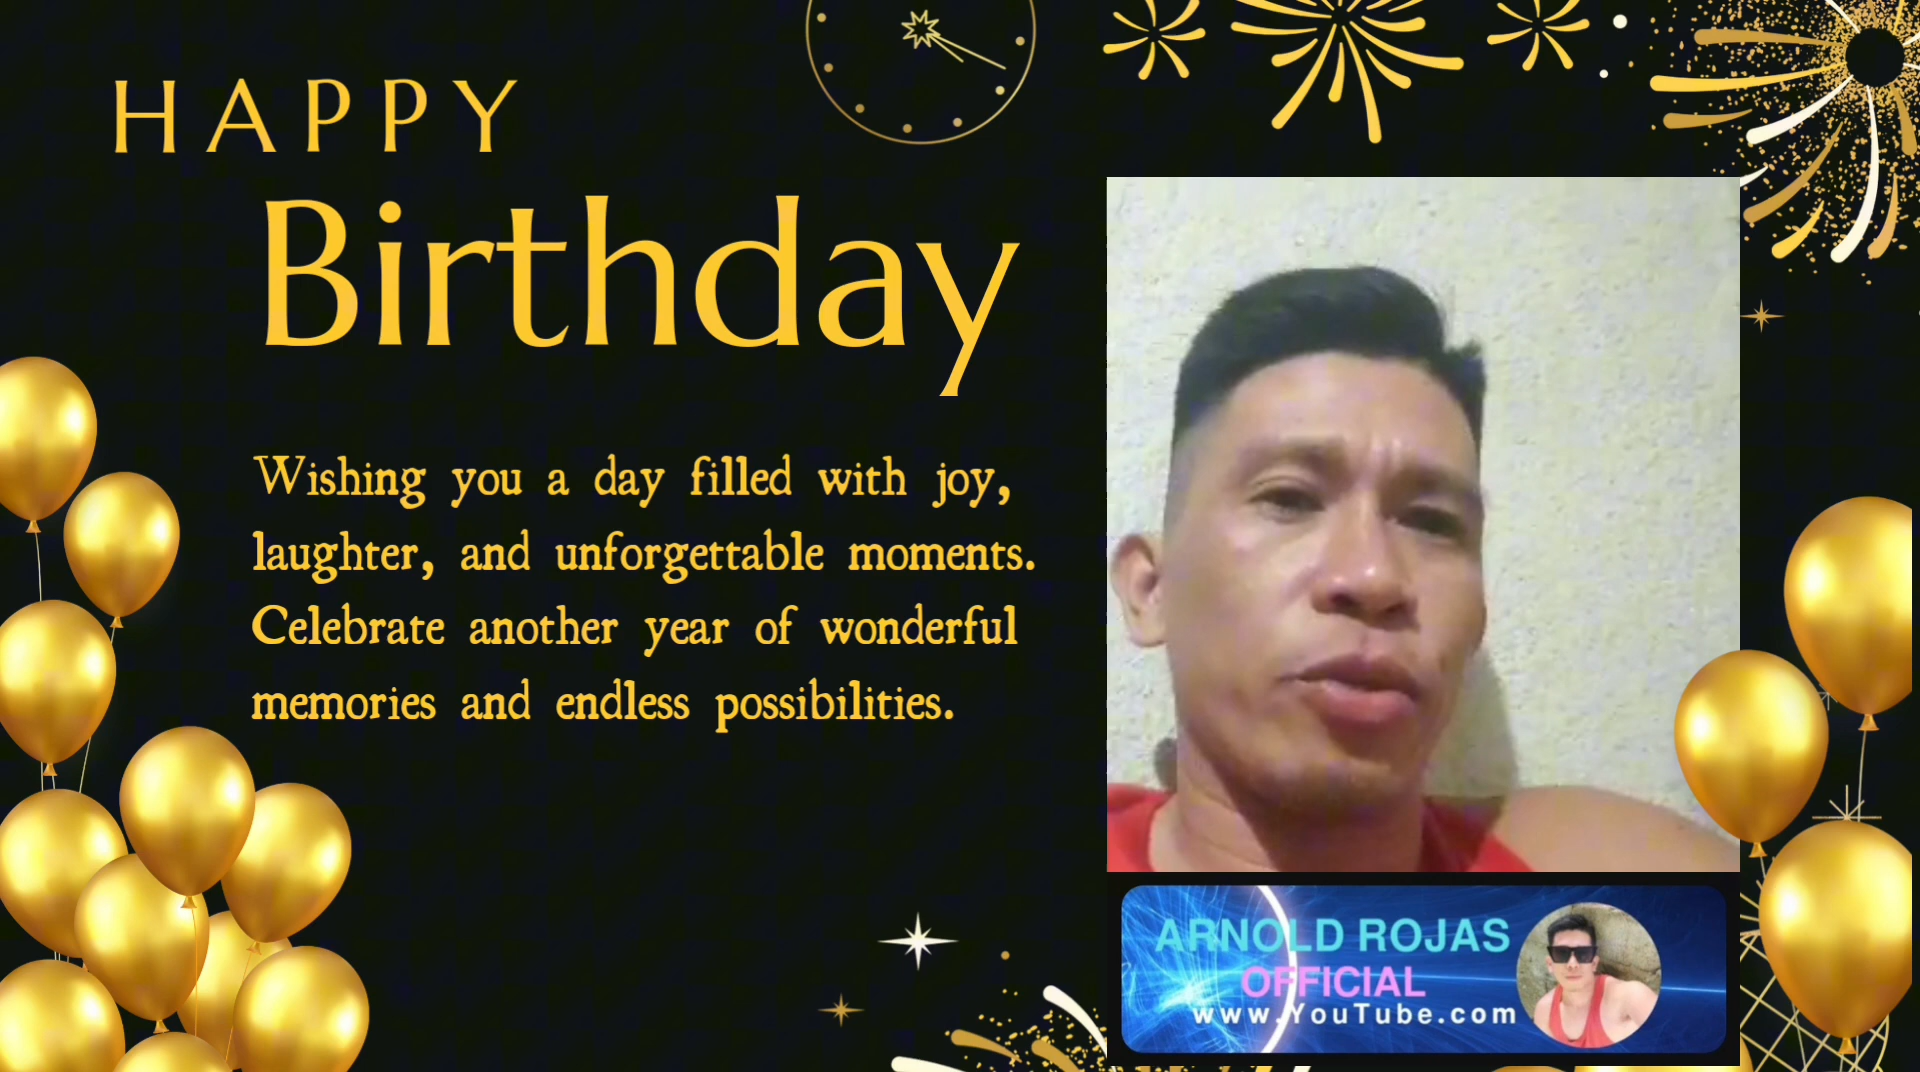 HAPPY
Birthday
Wishing you a day filled with joy,
laughter, and unforgettable moments.
Celebrate another year of wonderful
memories and endless possibilities.
ARNOLD ROJAS
OFFICIAL
www.YouTube.com